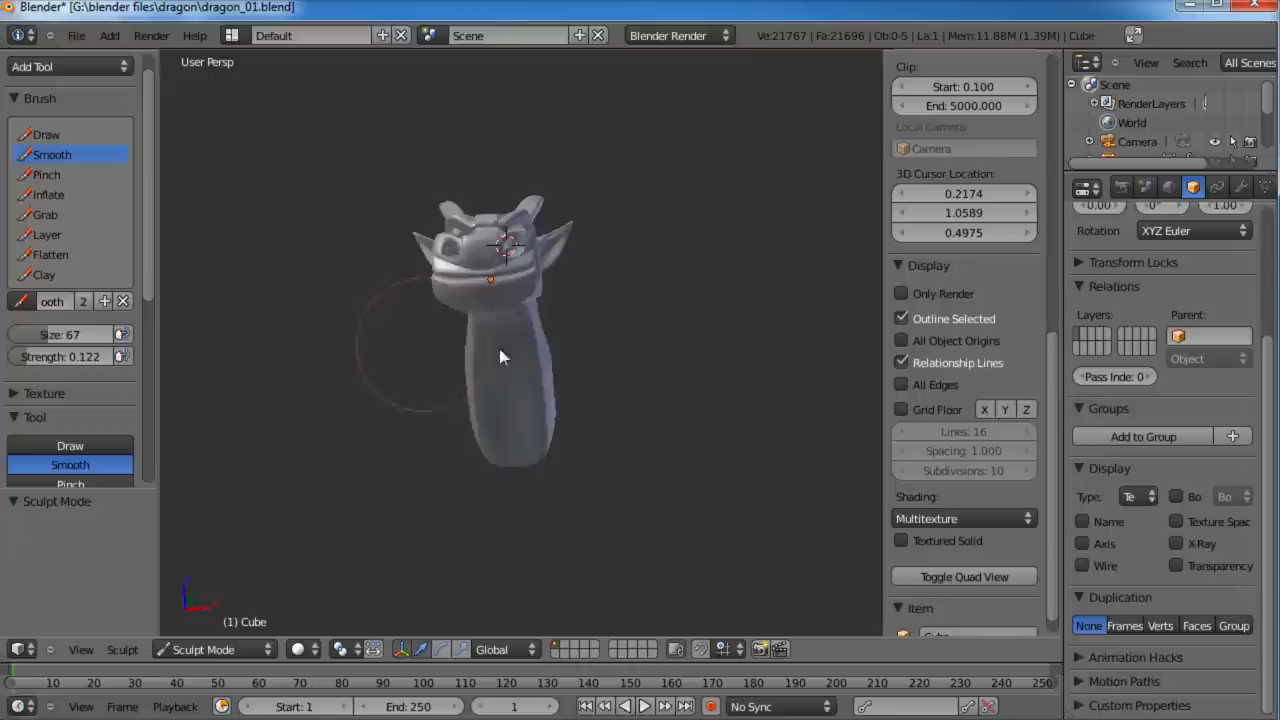 Blender* [G:\blender files\dragon\dragon_01.blend]
File Add Render Help Default Scene Blender Render Ve:21767 | Fa:21696 | Ob:0-5 | La:1 | Mem:11.88M (1.39M) | Cube
Add Tool
Brush
Draw
Smooth
Pinch
Inflate
Grab
Layer
Flatten
Clay
ooth 2
Size: 67
Strength: 0.122
Texture
Tool
Draw
Smooth
Pinch
Sculpt Mode
User Persp
(1) Cube
Clip:
Start: 0.100
End: 5000.000
Local Camera:
Camera
3D Cursor Location:
0.2174
1.0589
0.4975
Display
Only Render
Outline Selected
All Object Origins
Relationship Lines
All Edges
Grid Floor X Y Z
Lines: 16
Spacing: 1.000
Subdivisions: 10
Shading:
Multitexture
Textured Solid
Toggle Quad View
Item
Cube
View Search All Scenes
Scene
RenderLayers
World
Camera
0.00 0° 1.00
Rotation XYZ Euler
Transform Locks
Relations
Layers: Parent:
Object
Pass Inde: 0
Groups
Add to Group
Display
Type: Te Bo Bo
Name Texture Spac
Axis X-Ray
Wire Transparency
Duplication
None Frames Verts Faces Group
Animation Hacks
Motion Paths
Custom Properties
View Sculpt Sculpt Mode Global
10 20 30 40 50 60 70 80 90 100 110 120 130 140 150 160 170 180 190 200 210 220 230 240 250
View Frame Playback Start: 1 End: 250 1 No Sync